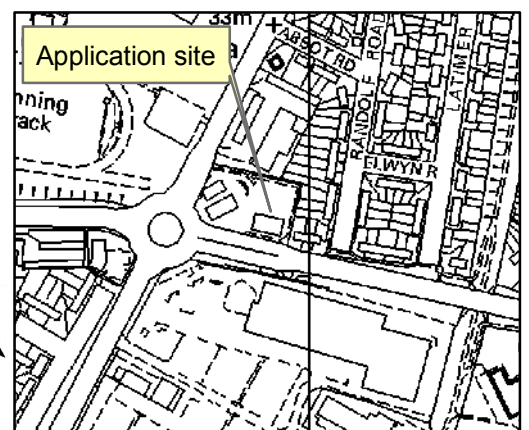 33m
Application site
ABBOT RD
RANDOLF ROAD
LATIMER
nning
rack
ELWYN R